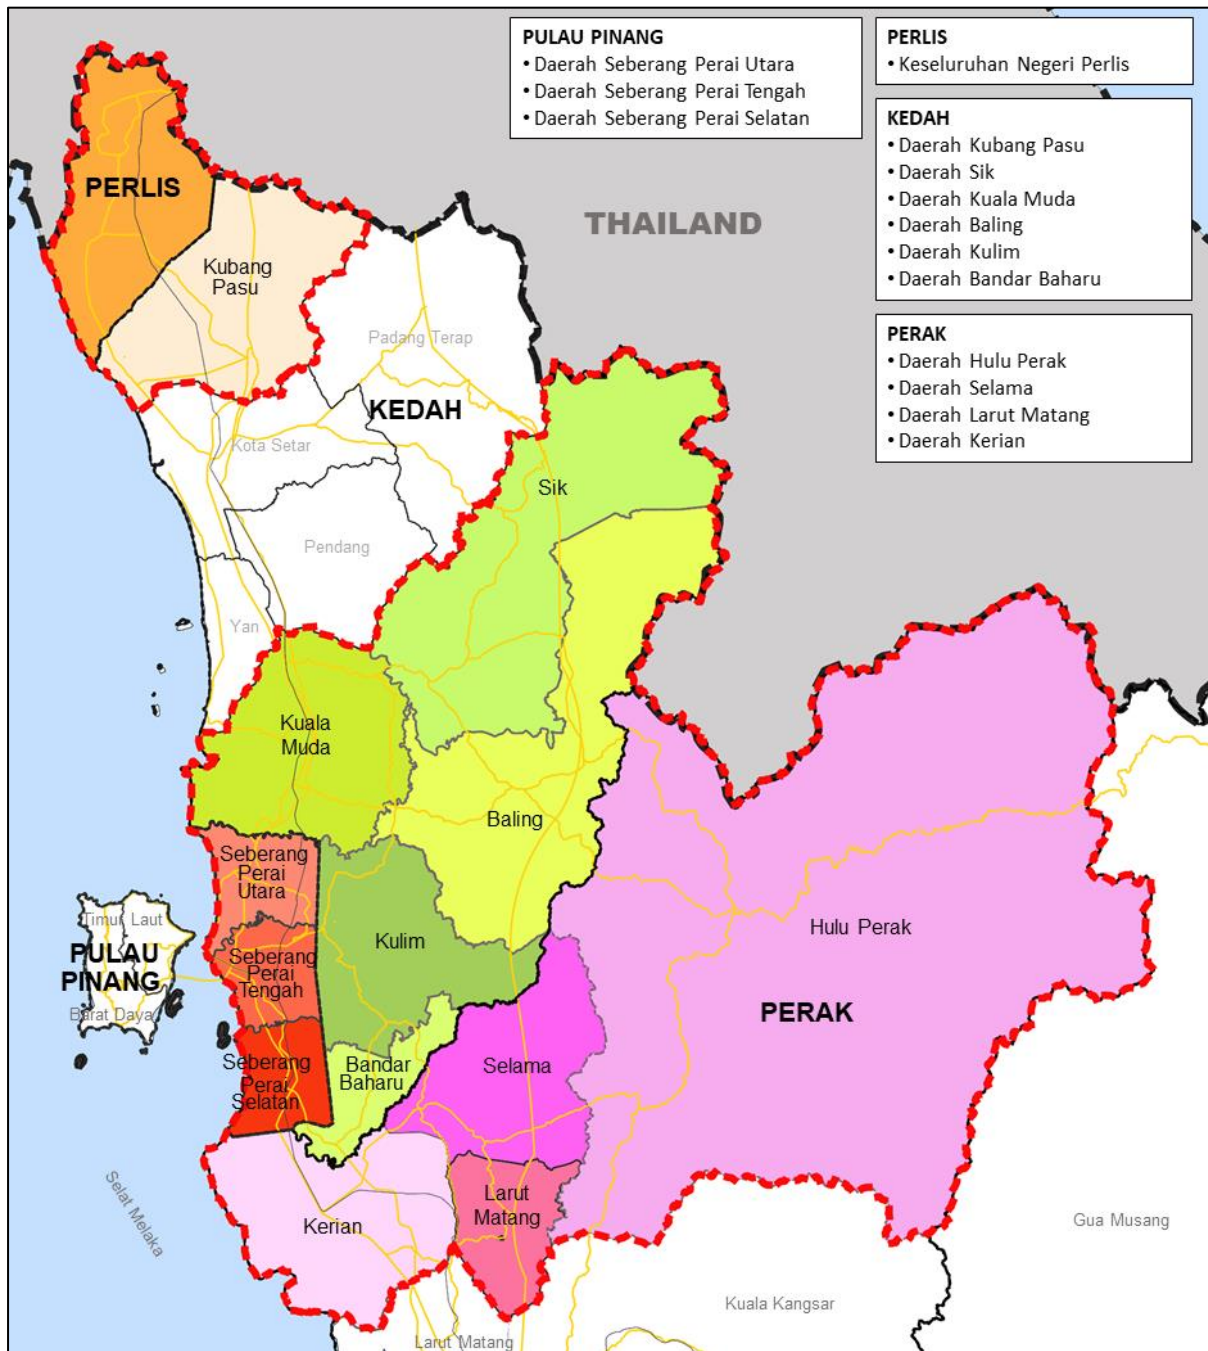 PULAU PINANG
• Daerah Seberang Perai Utara
• Daerah Seberang Perai Tengah
• Daerah Seberang Perai Selatan
PERLIS
• Keseluruhan Negeri Perlis
KEDAH
• Daerah Kubang Pasu
• Daerah Sik
• Daerah Kuala Muda
• Daerah Baling
• Daerah Kulim
• Daerah Bandar Baharu
PERAK
• Daerah Hulu Perak
• Daerah Selama
• Daerah Larut Matang
• Daerah Kerian
THAILAND
PERLIS
Kubang
Pasu
Padang Terap
KEDAH
Kota Setar
Sik
Pendang
Yan
Kuala
Muda
Baling
Seberang
Perai
Utara
Timur Laut
Hulu Perak
Kulim
PULAU
PINANG
Seberang
Perai
Tengah
Barat Daya
PERAK
Seberang
Perai
Selatan
Bandar
Baharu
Selama
Selat Melaka
Larut
Matang
Kerian
Gua Musang
Kuala Kangsar
Larut Matang